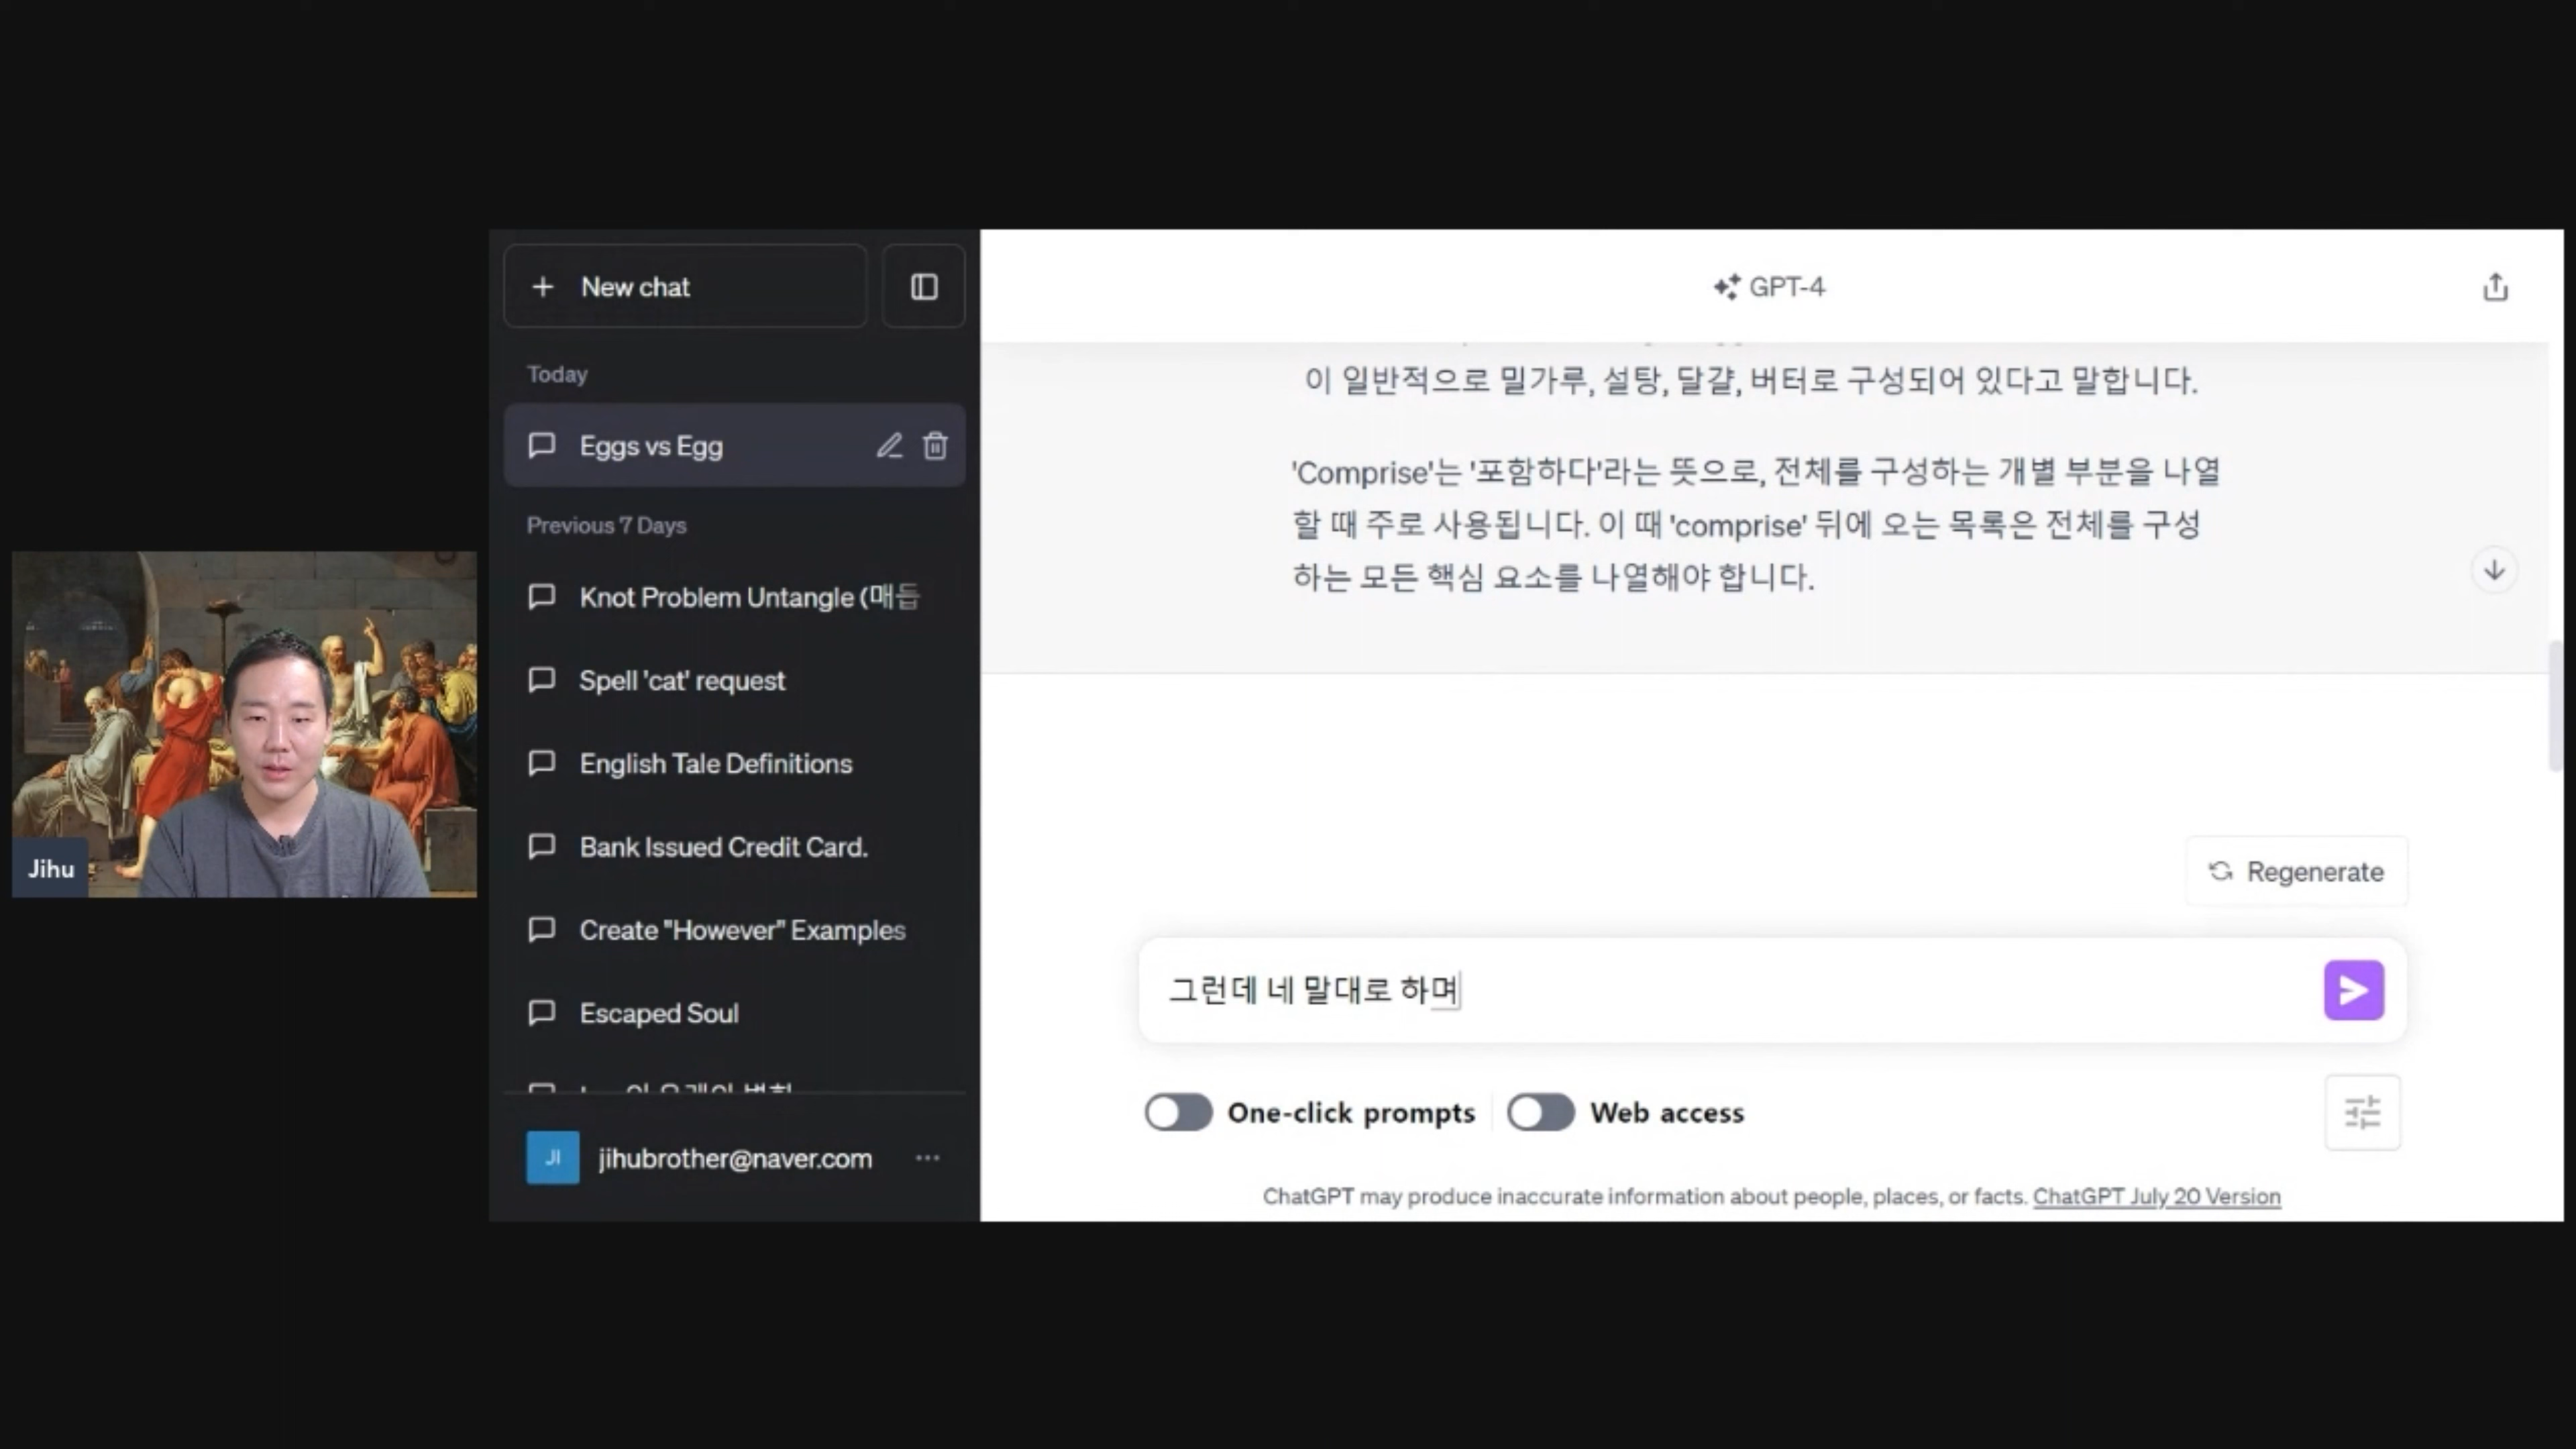 New chat
Today
Eggs vs Egg
Previous 7 Days
Knot Problem Untangle (매듭
Spell 'cat' request
English Tale Definitions
Bank Issued Credit Card.
Create "However" Examples
Escaped Soul
JI
jihubrother@naver.com
Jihu
GPT-4
이 일반적으로 밀가루, 설탕, 달걀, 버터로 구성되어 있다고 말합니다.
'Comprise'는 '포함하다'라는 뜻으로, 전체를 구성하는 개별 부분을 나열
할 때 주로 사용됩니다. 이 때 'comprise' 뒤에 오는 목록은 전체를 구성
하는 모든 핵심 요소를 나열해야 합니다.
Regenerate
그런데 네 말대로 하며
One-click prompts
Web access
ChatGPT may produce inaccurate information about people, places, or facts. ChatGPT July 20 Version